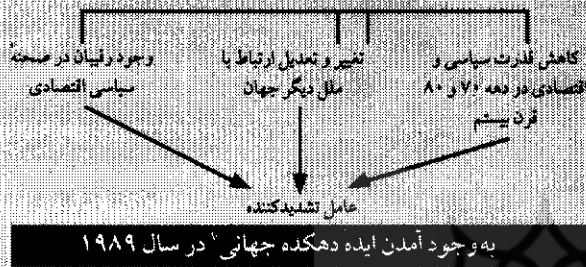 کاهش قدرت سیاسی و
قتصادی در دهه ۷۰ و ۸۰
قرن بیستم
تغییر و تعدیل ارتباط با
ملل دیگر جهان
وجود رقیبان در صحنه
سیاسی اقتصادی
عامل تشدیدکننده
به‌وجود آمدن ایده دهکده جهانی در سال ۱۹۸۹